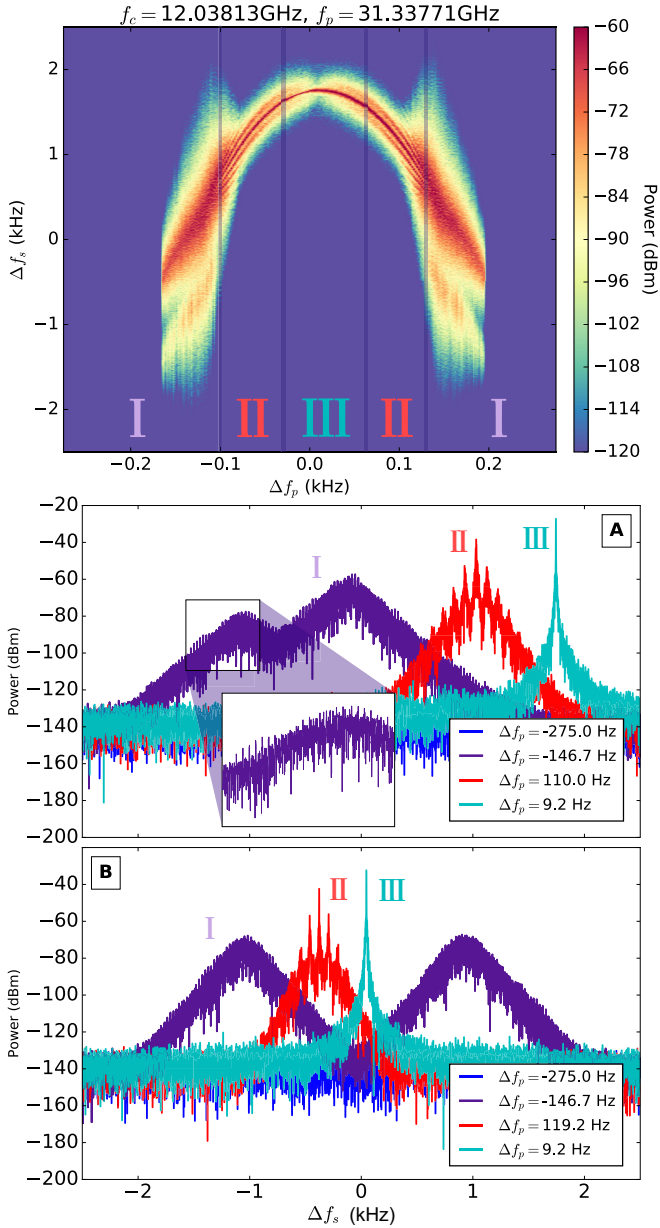 f_c = 12.03813GHz, f_p = 31.33771GHz
2
1
0
−1
−2
Δf_s (kHz)
I II III II I
−0.2 −0.1 0.0 0.1 0.2
Δf_p (kHz)
−60
−66
−72
−78
−84
−90
−96
−102
−108
−114
−120
Power (dBm)
−20
−40
−60
−80
−100
−120
−140
−160
−180
−200
Power (dBm)
A
I II III
Δf_p = -275.0 Hz
Δf_p = -146.7 Hz
Δf_p = 110.0 Hz
Δf_p = 9.2 Hz
−40
−60
−80
−100
−120
−140
−160
−180
−200
Power (dBm)
B
I II III
Δf_p = -275.0 Hz
Δf_p = -146.7 Hz
Δf_p = 119.2 Hz
Δf_p = 9.2 Hz
−2 −1 0 1 2
Δf_s (kHz)